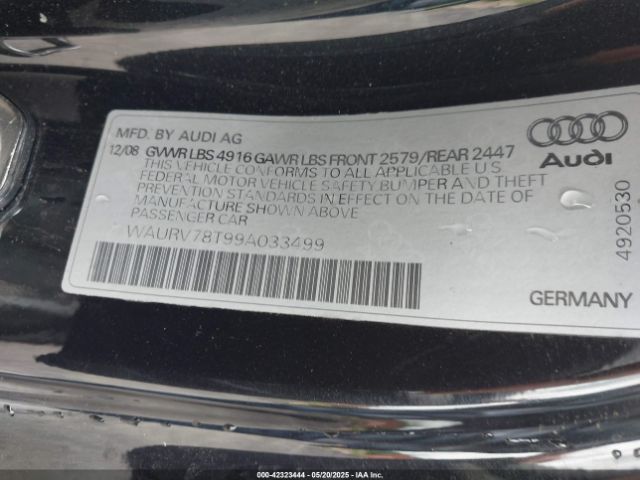 MFD. BY AUDI AG
12/08 GVWR LBS 4916 GAWR LBS FRONT 2579/REAR 2447
THIS VEHICLE CONFORMS TO ALL APPLICABLE U.S
FEDERAL MOTOR VEHICLE SAFETY BUMPER AND THEFT
PREVENTION STANDARDS IN EFFECT ON THE DATE OF
MANUFACTURE SHOWN ABOVE
PASSENGER CAR
WAURV78T99A033499
Audi
4920530
GERMANY
000-42323444 | 05/20/2025 | IAA, Inc.